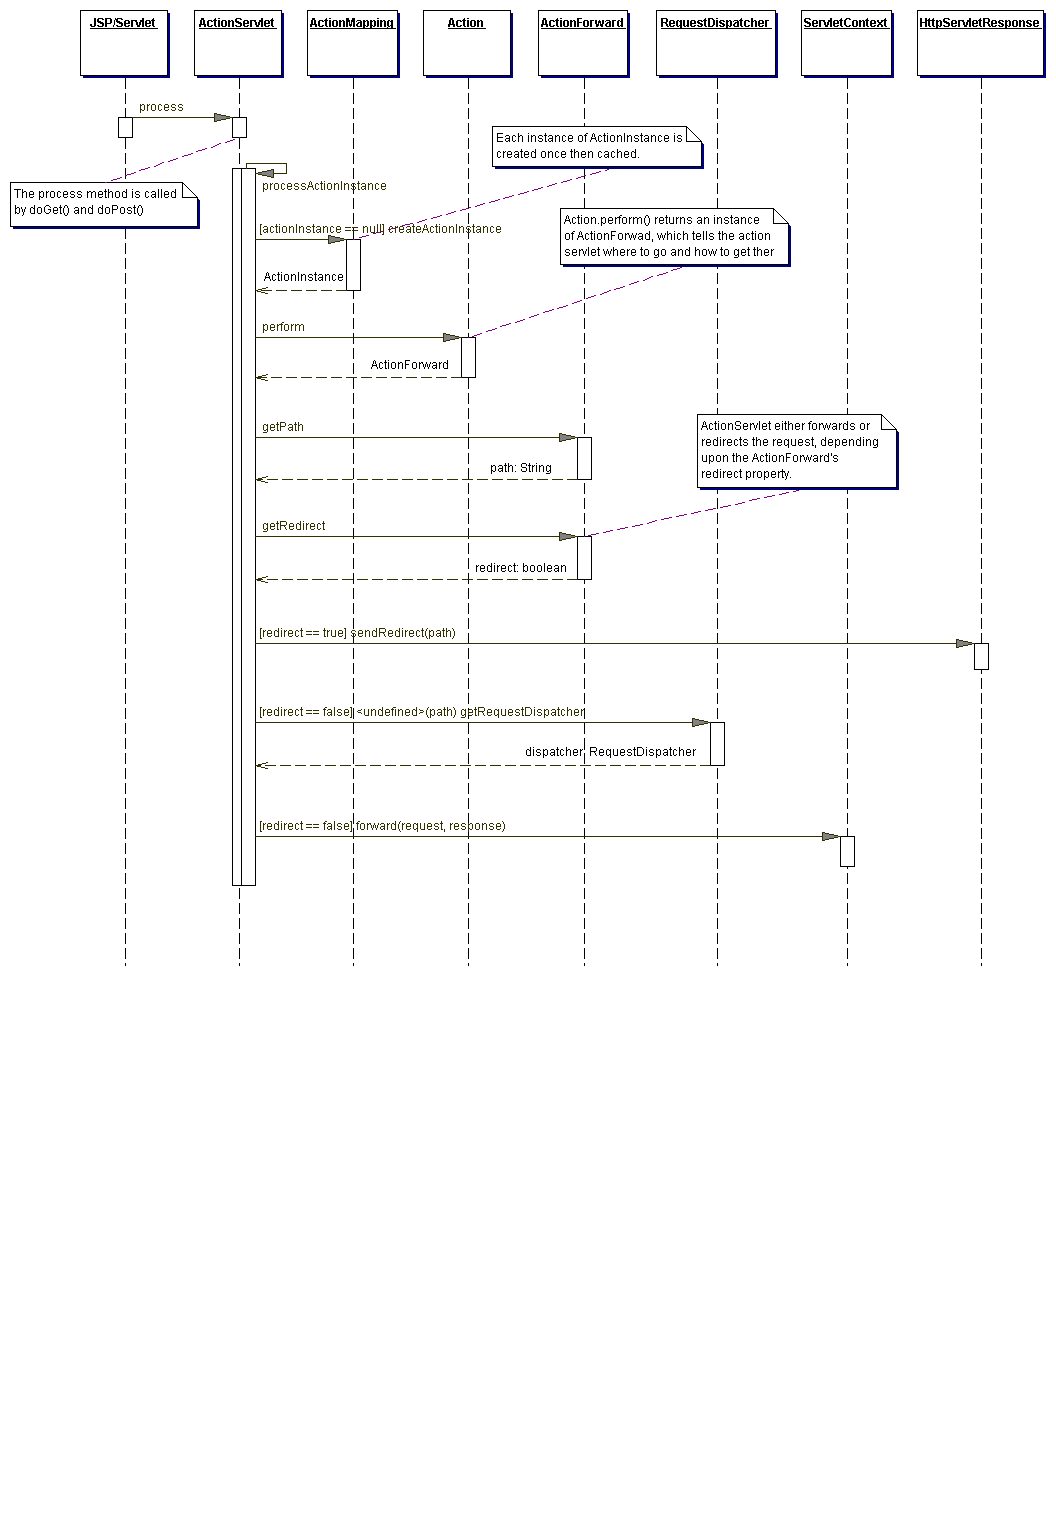 JSP/Servlet ActionServlet ActionMapping Action ActionForward RequestDispatcher ServletContext HttpServletResponse
process
Each instance of ActionInstance is
created once then cached.
The process method is called
by doGet() and doPost()
processActionInstance
Action.perform() returns an instance
of ActionForwad, which tells the action
servlet where to go and how to get ther
[actionInstance == null] createActionInstance
ActionInstance
perform
ActionForward
ActionServlet either forwards or
redirects the request, depending
upon the ActionForward's
redirect property.
getPath
path: String
getRedirect
redirect: boolean
[redirect == true] sendRedirect(path)
[redirect == false] <undefined>(path) getRequestDispatcher
dispatcher: RequestDispatcher
[redirect == false] forward(request, response)